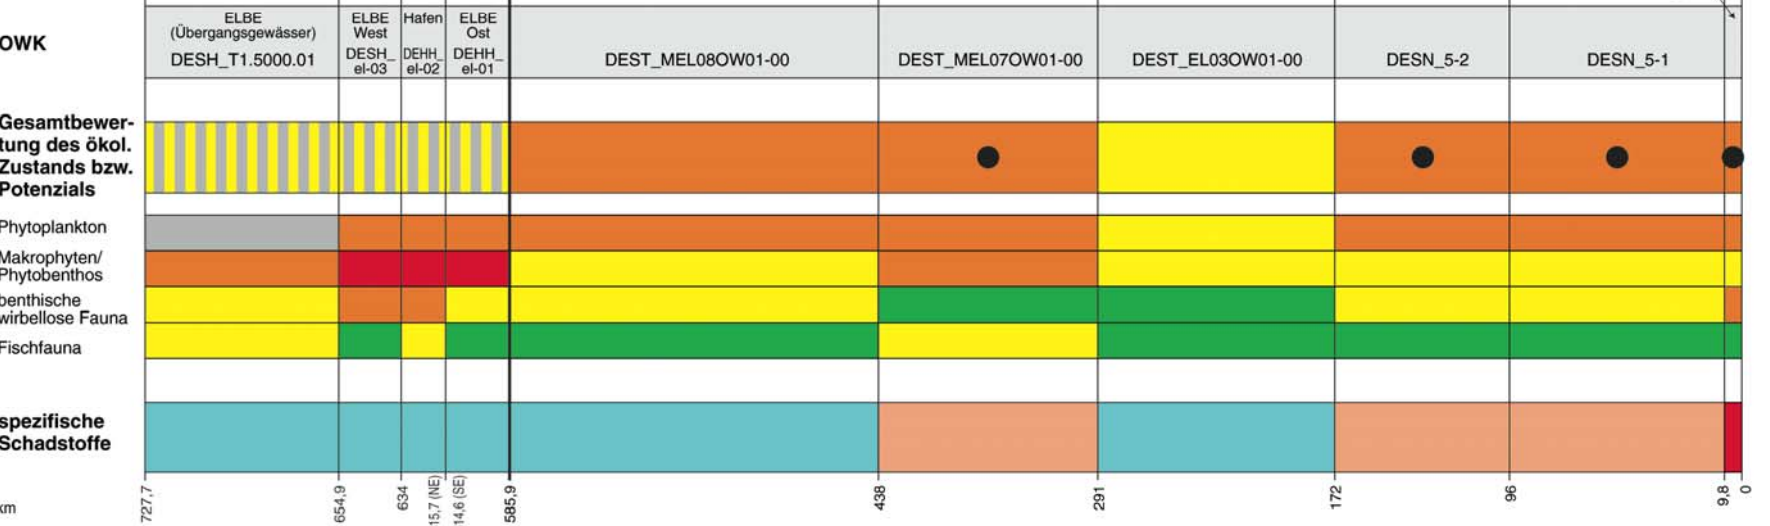 OWK
ELBE
(Übergangsgewässer)
DESH_T1.5000.01
ELBE
West
DESH_
el-03
Hafen
DEHH_
el-02
ELBE
Ost
DEHH_
el-01
DEST_MEL08OW01-00
DEST_MEL07OW01-00
DEST_EL03OW01-00
DESN_5-2
DESN_5-1
Gesamtbewer-
tung des ökol.
Zustands bzw.
Potenzials
Phytoplankton
Makrophyten/
Phytobenthos
benthische
wirbellose Fauna
Fischfauna
spezifische
Schadstoffe
km
727,7
654,9
634
15,7 (NE)
14,6 (SE)
585,9
438
291
172
96
9,8
0